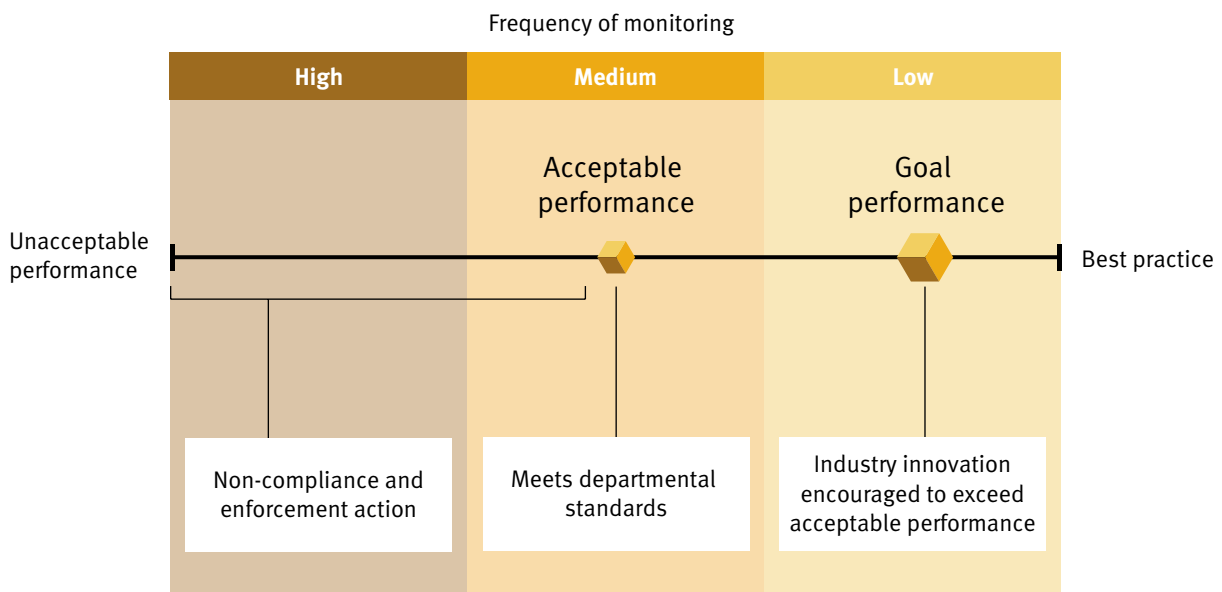 Frequency of monitoring
High
Medium
Low
Acceptable
performance
Goal
performance
Unacceptable
performance
Best practice
Non-compliance and
enforcement action
Meets departmental
standards
Industry innovation
encouraged to exceed
acceptable performance